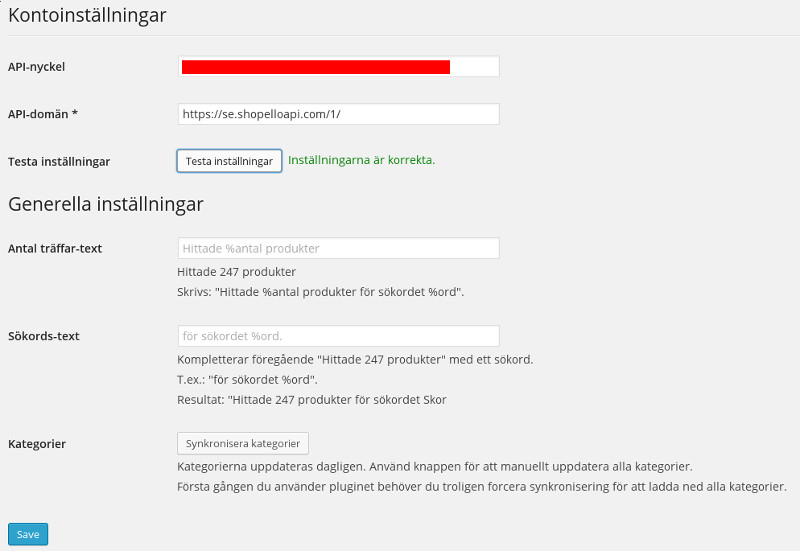 Kontoinställningar
API-nyckel
API-domän * https://se.shopelloapi.com/1/
Testa inställningar Testa inställningar Inställningarna är korrekta.
Generella inställningar
Antal träffar-text Hittade %antal produkter
Hittade 247 produkter
Skrivs: "Hittade %antal produkter för sökordet %ord".
Sökords-text för sökordet %ord.
Kompletterar föregående "Hittade 247 produkter" med ett sökord.
T.ex.: "för sökordet %ord".
Resultat: "Hittade 247 produkter för sökordet Skor
Kategorier Synkronisera kategorier
Kategorierna uppdateras dagligen. Använd knappen för att manuellt uppdatera alla kategorier.
Första gången du använder pluginet behöver du troligen forcera synkronisering för att ladda ned alla kategorier.
Save